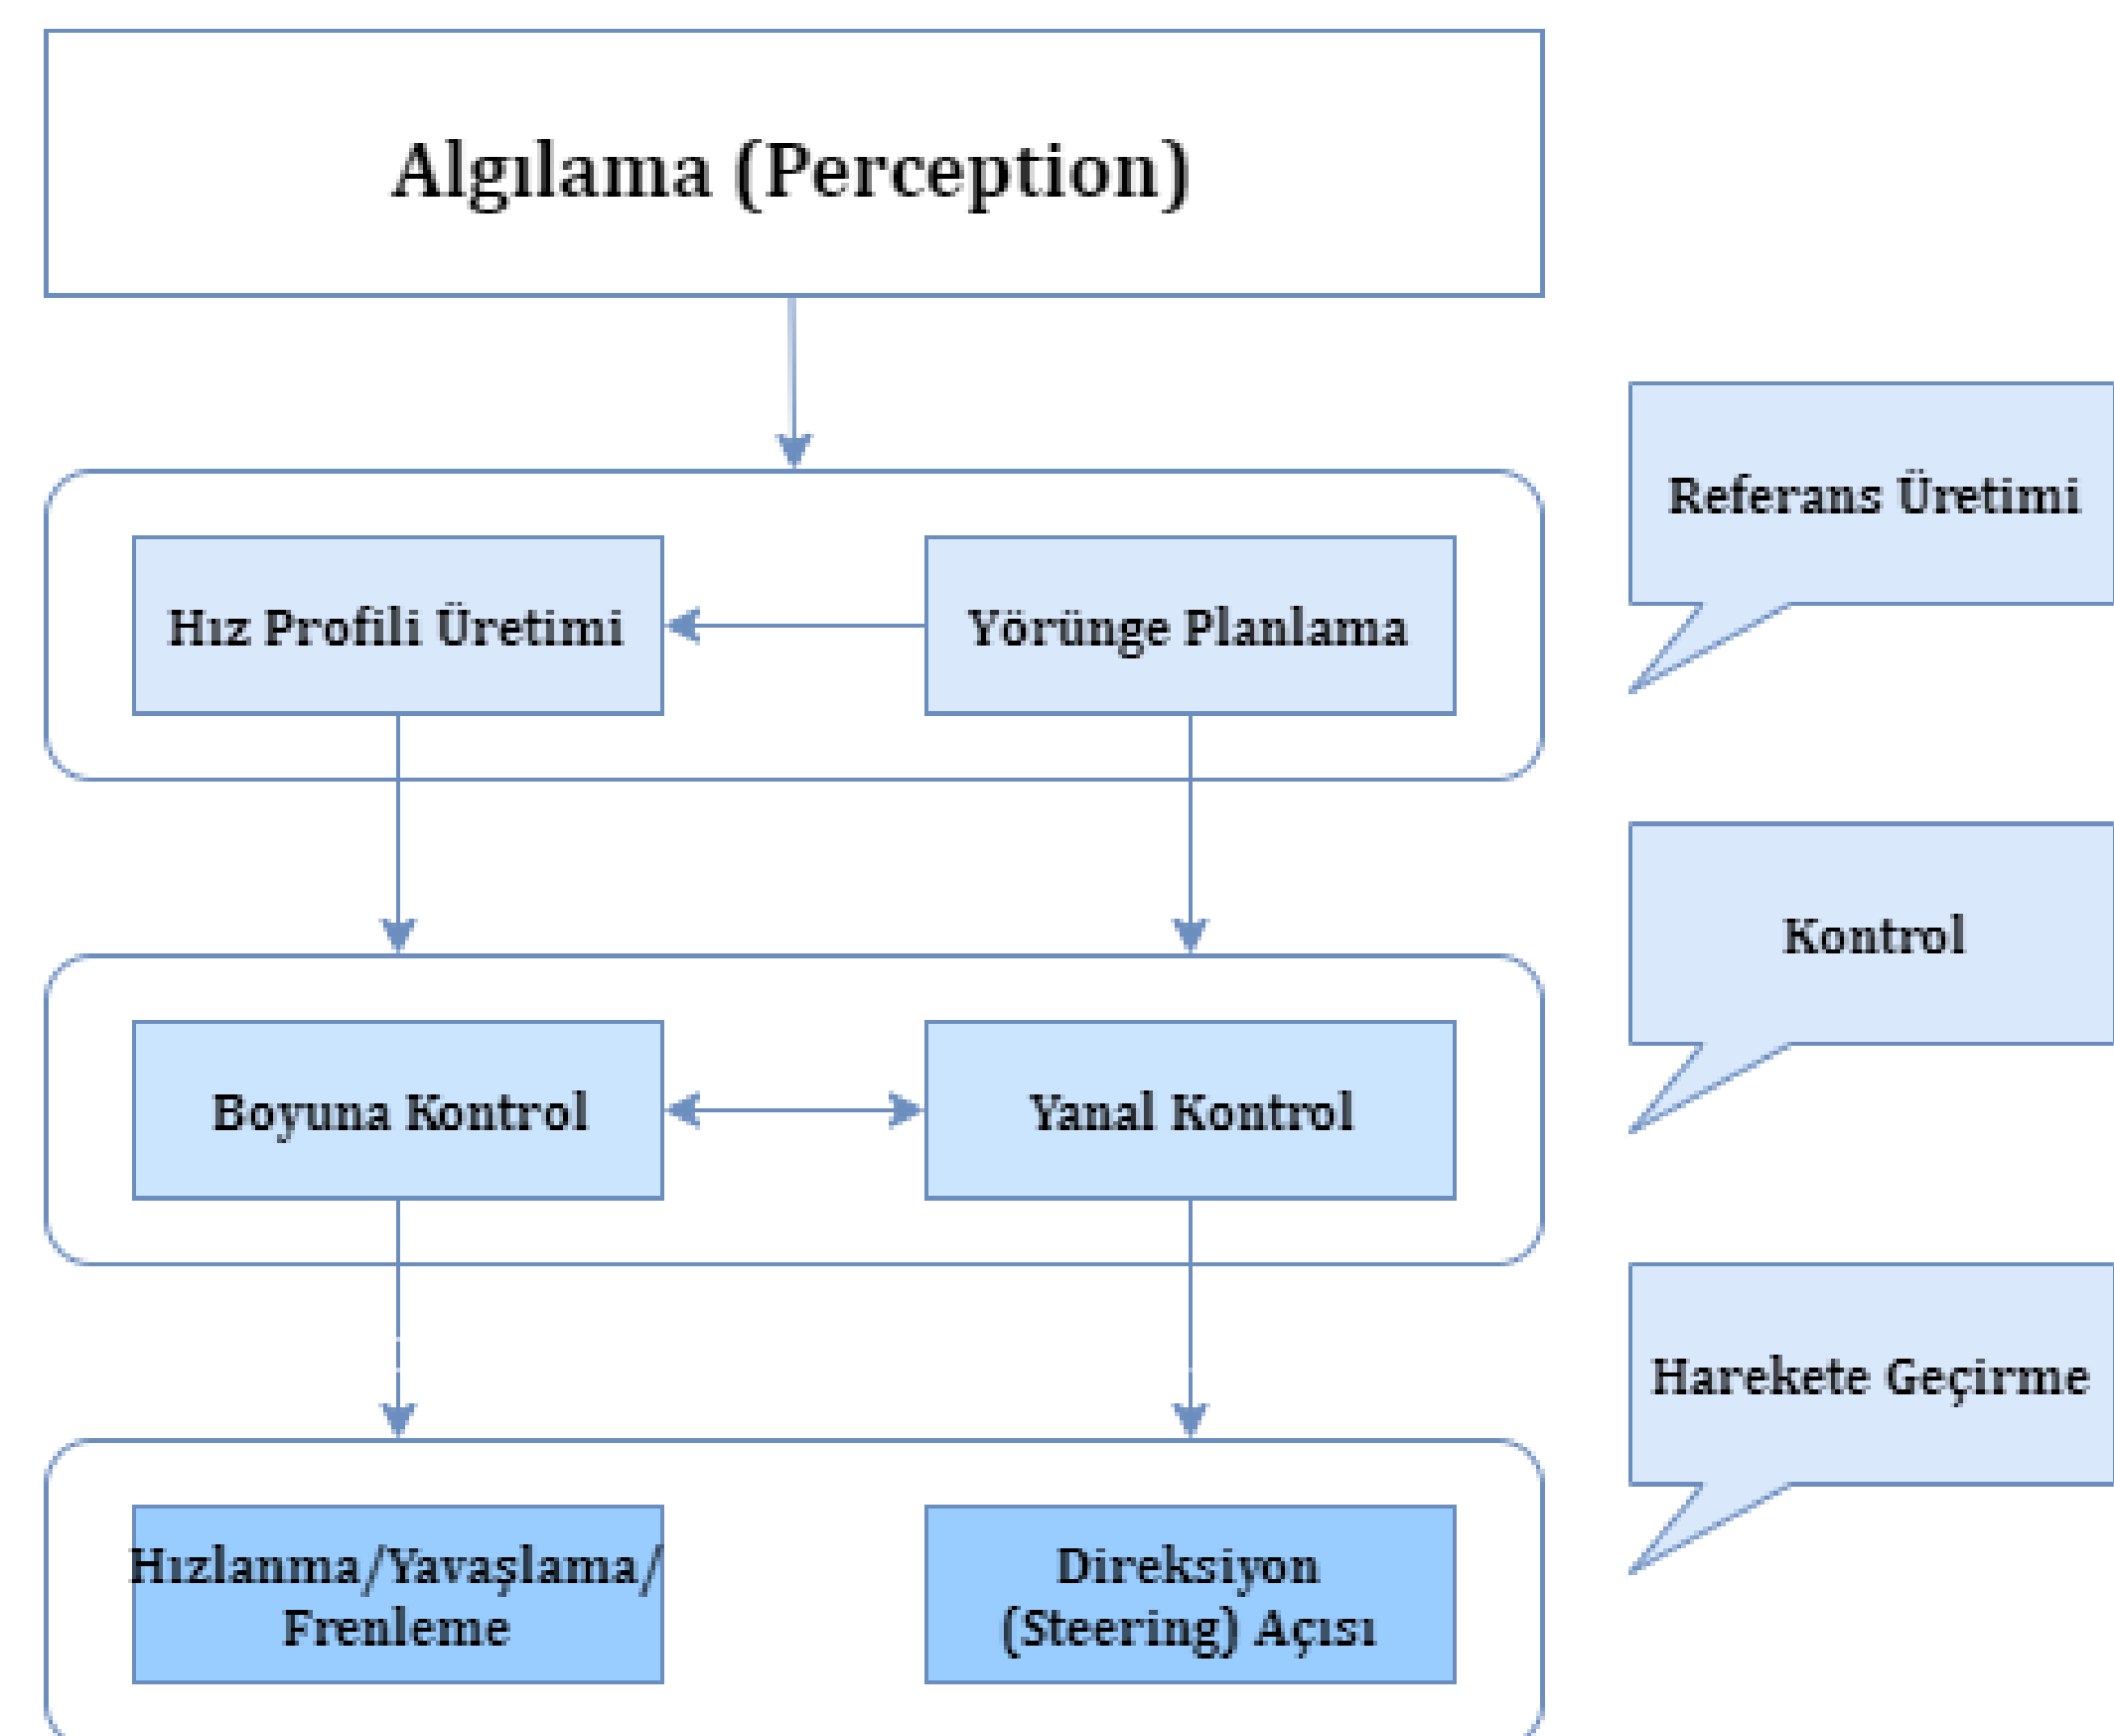 Algılama (Perception)
Referans Üretimi
Hız Profili Üretimi
Yörünge Planlama
Kontrol
Boyuna Kontrol
Yanal Kontrol
Harekete Geçirme
Hızlanma/Yavaşlama/
Frenleme
Direksiyon
(Steering) Açısı